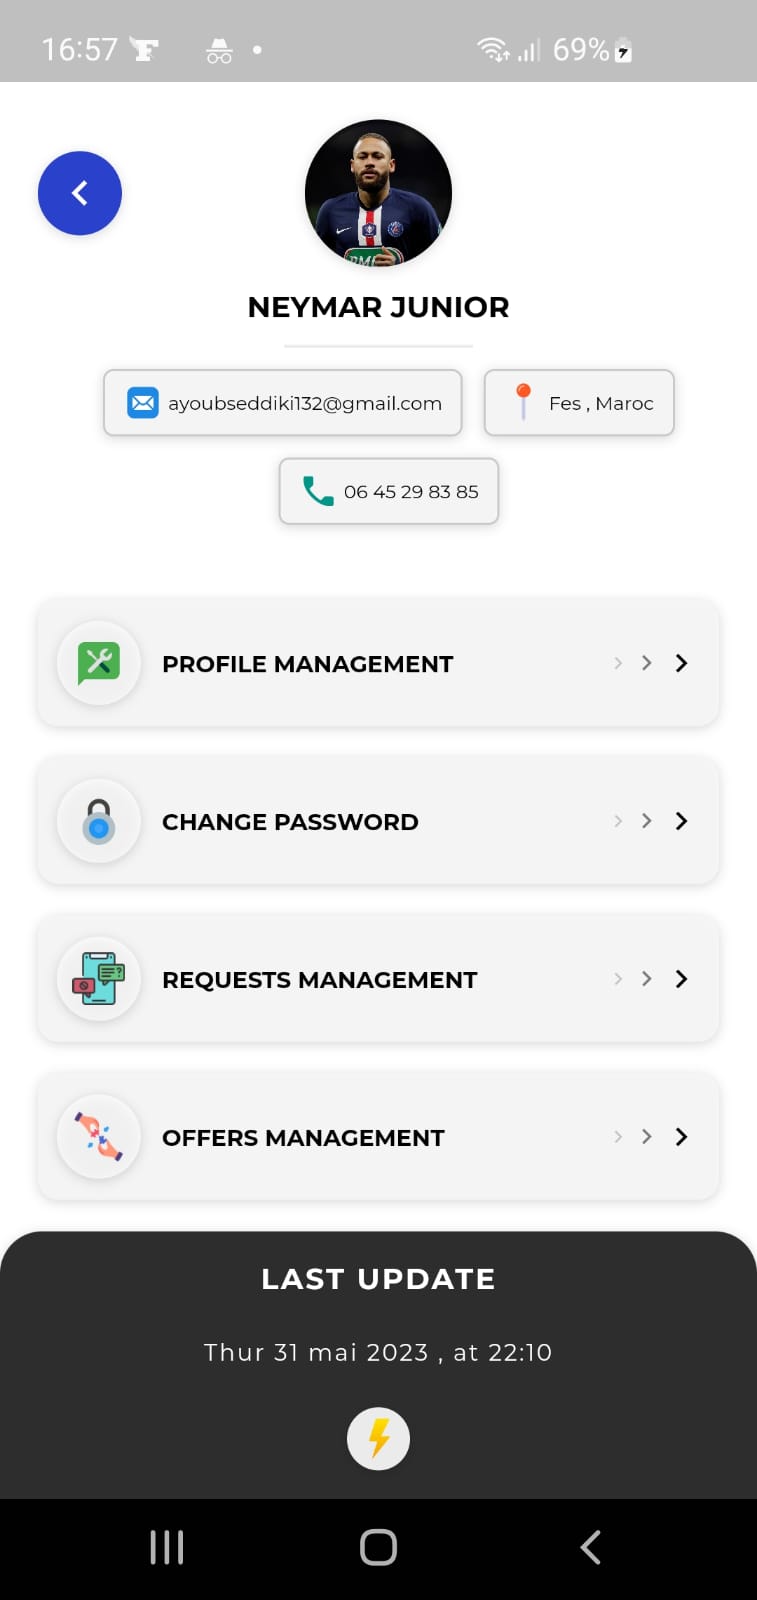 16:57 69%
BMF
NEYMAR JUNIOR
ayoubseddiki132@gmail.com Fes , Maroc
06 45 29 83 85
PROFILE MANAGEMENT
CHANGE PASSWORD
REQUESTS MANAGEMENT
OFFERS MANAGEMENT
LAST UPDATE
Thur 31 mai 2023 , at 22:10